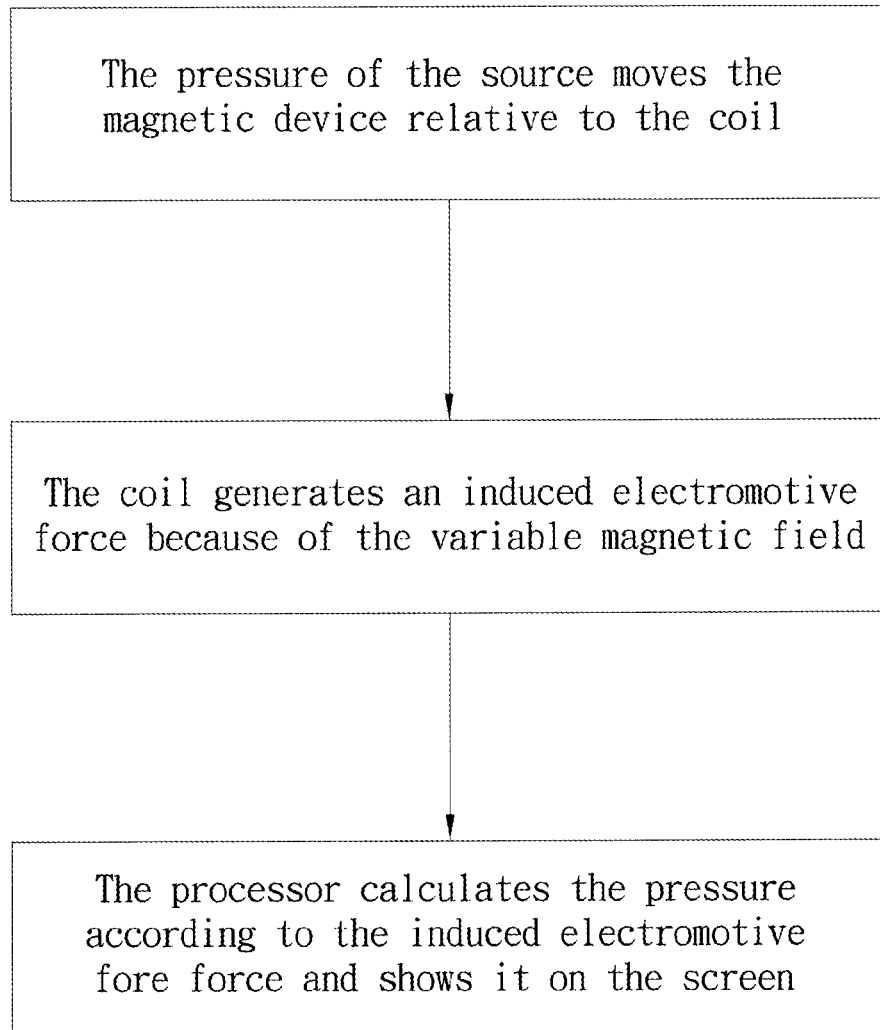 The pressure of the source moves the
magnetic device relative to the coil
The coil generates an induced electromotive
force because of the variable magnetic field
The processor calculates the pressure
according to the induced electromotive
fore force and shows it on the screen